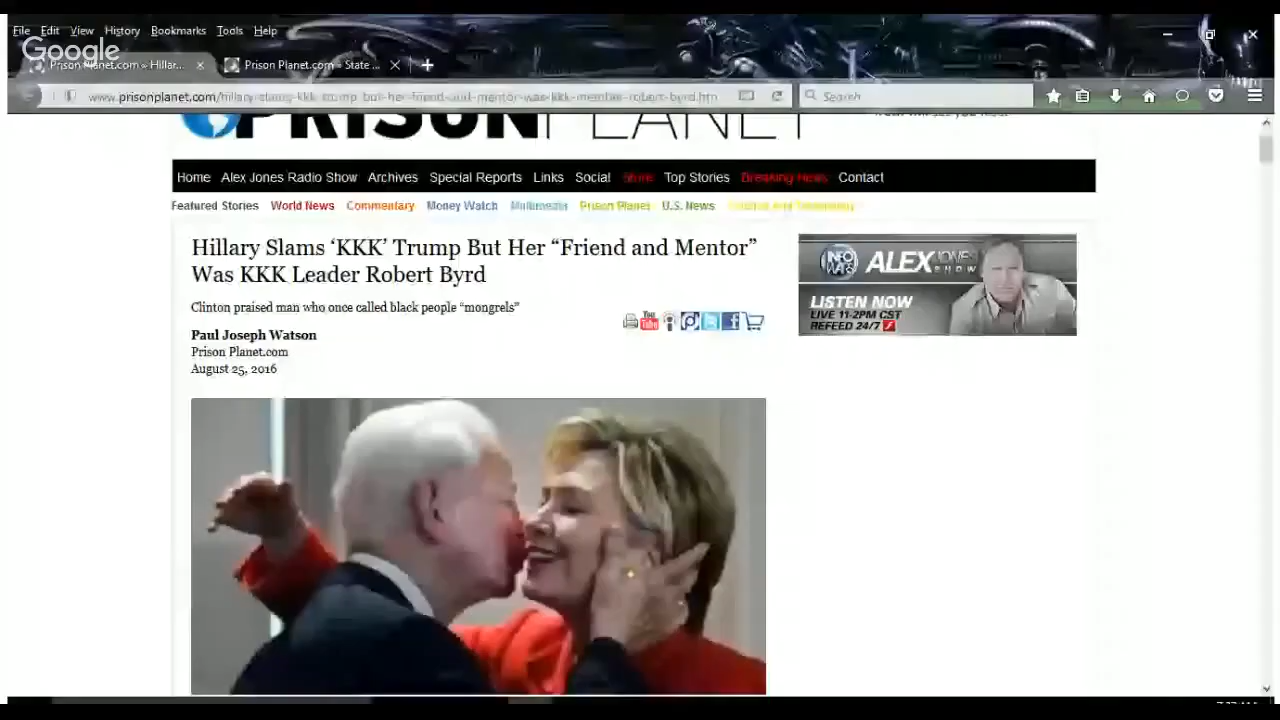 File Edit View History Bookmarks Tools Help
Google
Prison Planet.com » Hillar... Prison Planet.com » State ...
www.prisonplanet.com/hillary-slams-kkk-trump-but-her-friend-and-mentor-was-kkk-member-robert-byrd.htm
Search
PRISON PLANET
Home Alex Jones Radio Show Archives Special Reports Links Social Store Top Stories Breaking News Contact
Featured Stories World News Commentary Money Watch Multimedia Prison Planet U.S. News
Hillary Slams ‘KKK’ Trump But Her “Friend and Mentor”
Was KKK Leader Robert Byrd
Clinton praised man who once called black people “mongrels”
Paul Joseph Watson
Prison Planet.com
August 25, 2016
You
Tube
INFO
WARS
ALEX JONES
SHOW
LISTEN NOW
LIVE 11-2PM CST
REFEED 24/7